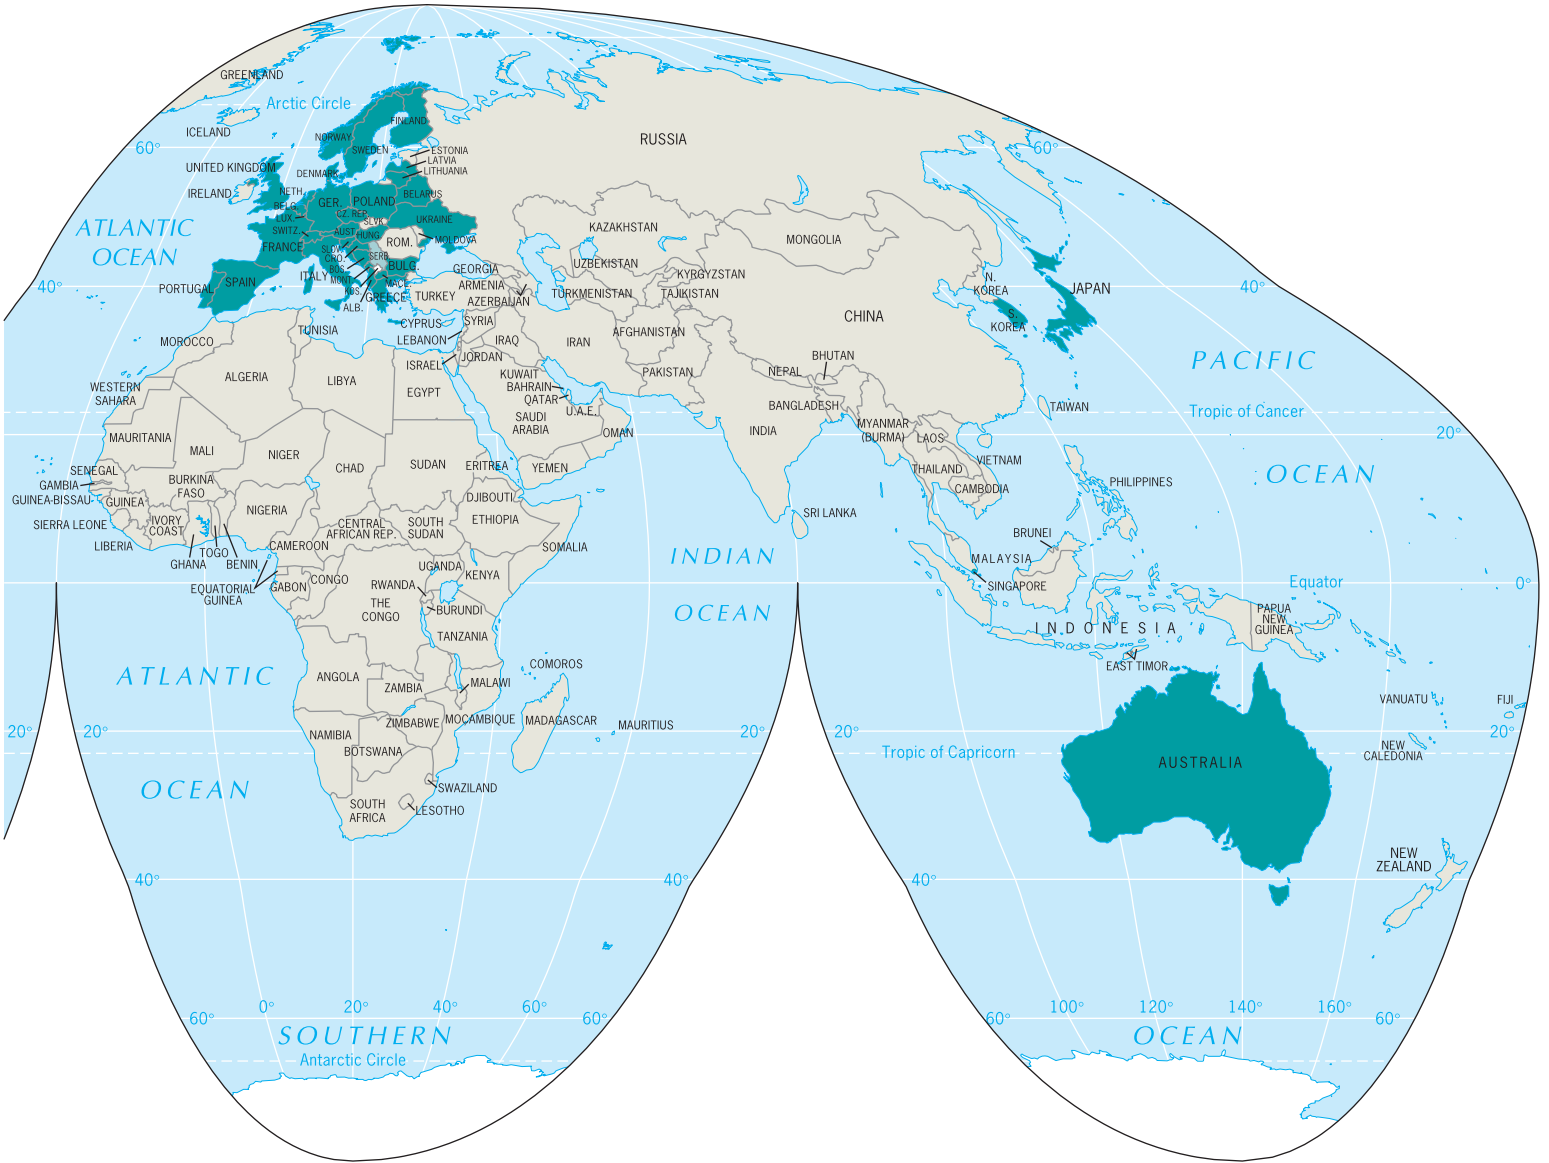 GREENLAND
Arctic Circle
ICELAND
NORWAY
FINLAND
SWEDEN
RUSSIA
60°
60°
ESTONIA
LATVIA
LITHUANIA
UNITED KINGDOM
DENMARK
IRELAND
NETH.
BELARUS
BELG.
GER.
POLAND
LUX
CZ. REP.
SLVK
UKRAINE
ATLANTIC
OCEAN
SWITZ.
AUST.
HUNG
MOLDOVA
FRANCE
SLOV.
ROM.
CRO.
SERB.
BOS.
BULG.
ITALY
MONT.
KOS.
MACE.
PORTUGAL
SPAIN
ALB.
GREECE
40°
GEORGIA
ARMENIA
AZERBAIJAN
TURKEY
KAZAKHSTAN
UZBEKISTAN
TURKMENISTAN
KYRGYZSTAN
TAJIKISTAN
MONGOLIA
N.
KOREA
S.
KOREA
JAPAN
40°
CHINA
PACIFIC
OCEAN
TUNISIA
MOROCCO
CYPRUS
LEBANON
SYRIA
ISRAEL
JORDAN
IRAQ
IRAN
AFGHANISTAN
PAKISTAN
NEPAL
BHUTAN
BANGLADESH
ALGERIA
LIBYA
EGYPT
KUWAIT
BAHRAIN
QATAR
U.A.E.
SAUDI
ARABIA
OMAN
YEMEN
WESTERN
SAHARA
INDIA
MYANMAR
(BURMA)
LAOS
THAILAND
VIETNAM
CAMBODIA
TAIWAN
Tropic of Cancer
20°
PHILIPPINES
MAURITANIA
MALI
NIGER
CHAD
SUDAN
ERITREA
DJIBOUTI
SENEGAL
GAMBIA
GUINEA-BISSAU
GUINEA
BURKINA
FASO
SIERRA LEONE
IVORY
COAST
LIBERIA
NIGERIA
GHANA
TOGO
BENIN
CENTRAL
AFRICAN REP.
SOUTH
SUDAN
ETHIOPIA
SOMALIA
CAMEROON
EQUATORIAL
GUINEA
GABON
CONGO
UGANDA
KENYA
RWANDA
BURUNDI
THE
CONGO
TANZANIA
SRI LANKA
INDIAN
OCEAN
BRUNEI
MALAYSIA
SINGAPORE
Equator
0°
INDONESIA
PAPUA
NEW
GUINEA
EAST TIMOR
ATLANTIC
OCEAN
ANGOLA
ZAMBIA
MALAWI
COMOROS
MOCAMBIQUE
MADAGASCAR
MAURITIUS
ZIMBABWE
NAMIBIA
BOTSWANA
SWAZILAND
LESOTHO
SOUTH
AFRICA
20°
20°
20°
20°
20°
Tropic of Capricorn
AUSTRALIA
VANUATU
FIJI
NEW
CALEDONIA
NEW
ZEALAND
40°
40°
40°
0°
20°
40°
60°
60°
60°
100°
120°
140°
160°
60°
60°
SOUTHERN
OCEAN
Antarctic Circle